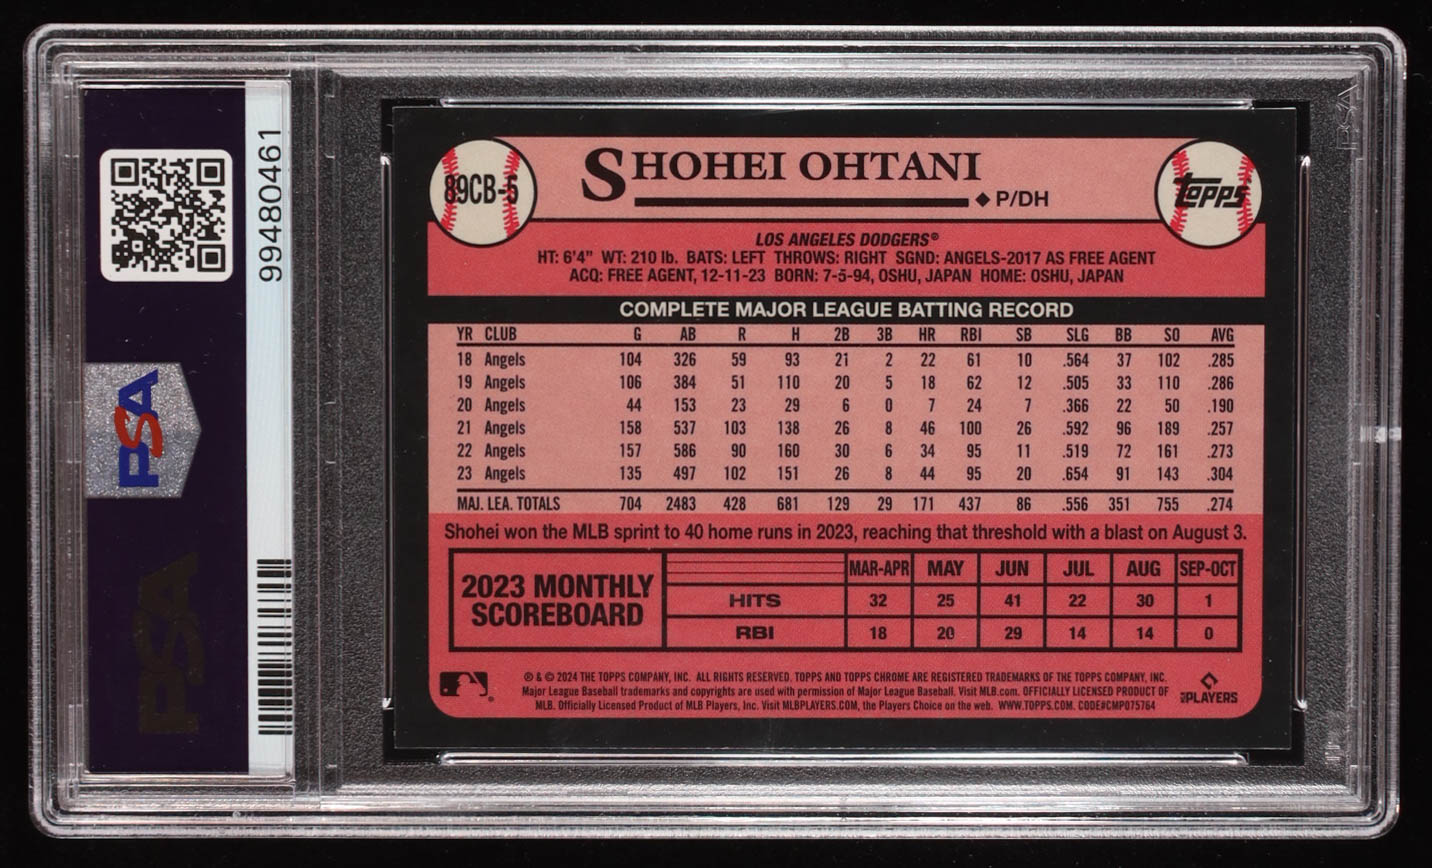 99480461
PSA
PSA
89CB-5
SHOHEI OHTANI
◆ P/DH
topps
LOS ANGELES DODGERS®
HT: 6'4" WT: 210 lb. BATS: LEFT THROWS: RIGHT SGND: ANGELS-2017 AS FREE AGENT
ACQ: FREE AGENT, 12-11-23 BORN: 7-5-94, OSHU, JAPAN HOME: OSHU, JAPAN
COMPLETE MAJOR LEAGUE BATTING RECORD
YR CLUB G AB R H 2B 3B HR RBI SB SLG BB SO AVG
18 Angels 104 326 59 93 21 2 22 61 10 .564 37 102 .285
19 Angels 106 384 51 110 20 5 18 62 12 .505 33 110 .286
20 Angels 44 153 23 29 6 0 7 24 7 .366 22 50 .190
21 Angels 158 537 103 138 26 8 46 100 26 .592 96 189 .257
22 Angels 157 586 90 160 30 6 34 95 11 .519 72 161 .273
23 Angels 135 497 102 151 26 8 44 95 20 .654 91 143 .304
MAJ. LEA. TOTALS 704 2483 428 681 129 29 171 437 86 .556 351 755 .274
Shohei won the MLB sprint to 40 home runs in 2023, reaching that threshold with a blast on August 3.
2023 MONTHLY
SCOREBOARD
MAR-APR MAY JUN JUL AUG SEP-OCT
HITS 32 25 41 22 30 1
RBI 18 20 29 14 14 0
® & © 2024 THE TOPPS COMPANY, INC. ALL RIGHTS RESERVED. TOPPS AND TOPPS CHROME ARE REGISTERED TRADEMARKS OF THE TOPPS COMPANY, INC.
Major League Baseball trademarks and copyrights are used with permission of Major League Baseball. Visit MLB.com. OFFICIALLY LICENSED PRODUCT OF
MLB. Officially Licensed Product of MLB Players, Inc. Visit MLBPLAYERS.COM, the Players Choice on the web. WWW.TOPPS.COM. CODE#CMP075764
MLB PLAYERS
PSA